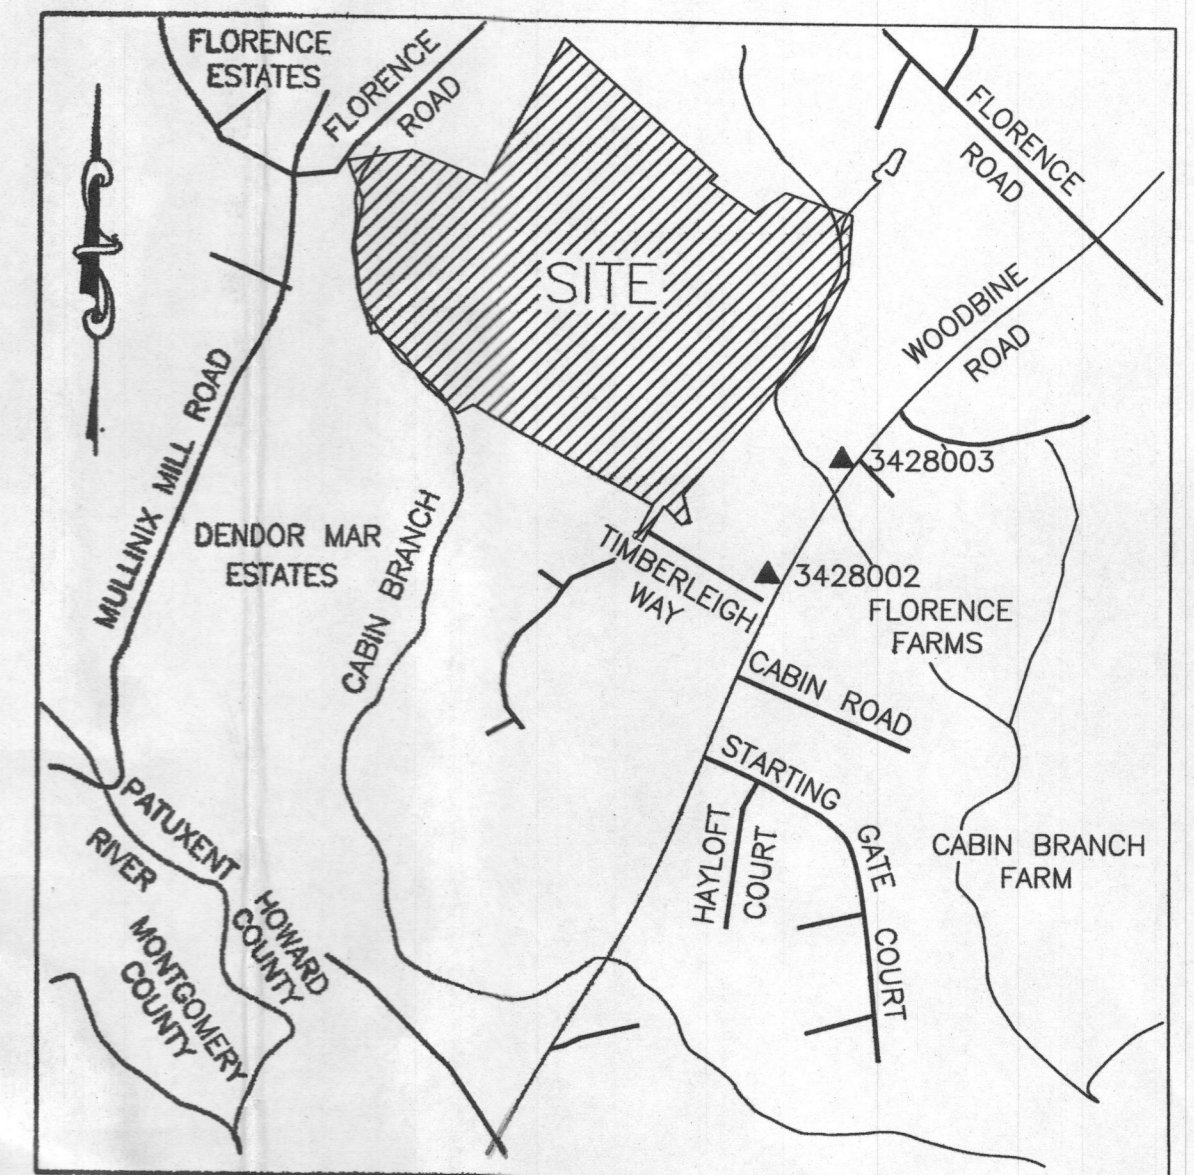 FLORENCE
ESTATES
FLORENCE
ROAD
FLORENCE
ROAD
SITE
WOODBINE
ROAD
MULLINIX MILL ROAD
3428003
DENDOR MAR
ESTATES
CABIN BRANCH
TIMBERLEIGH
WAY
3428002
FLORENCE
FARMS
CABIN ROAD
STARTING
GATE COURT
HAYLOFT
COURT
CABIN BRANCH
FARM
PATUXENT
RIVER
HOWARD
COUNTY
MONTGOMERY
COUNTY